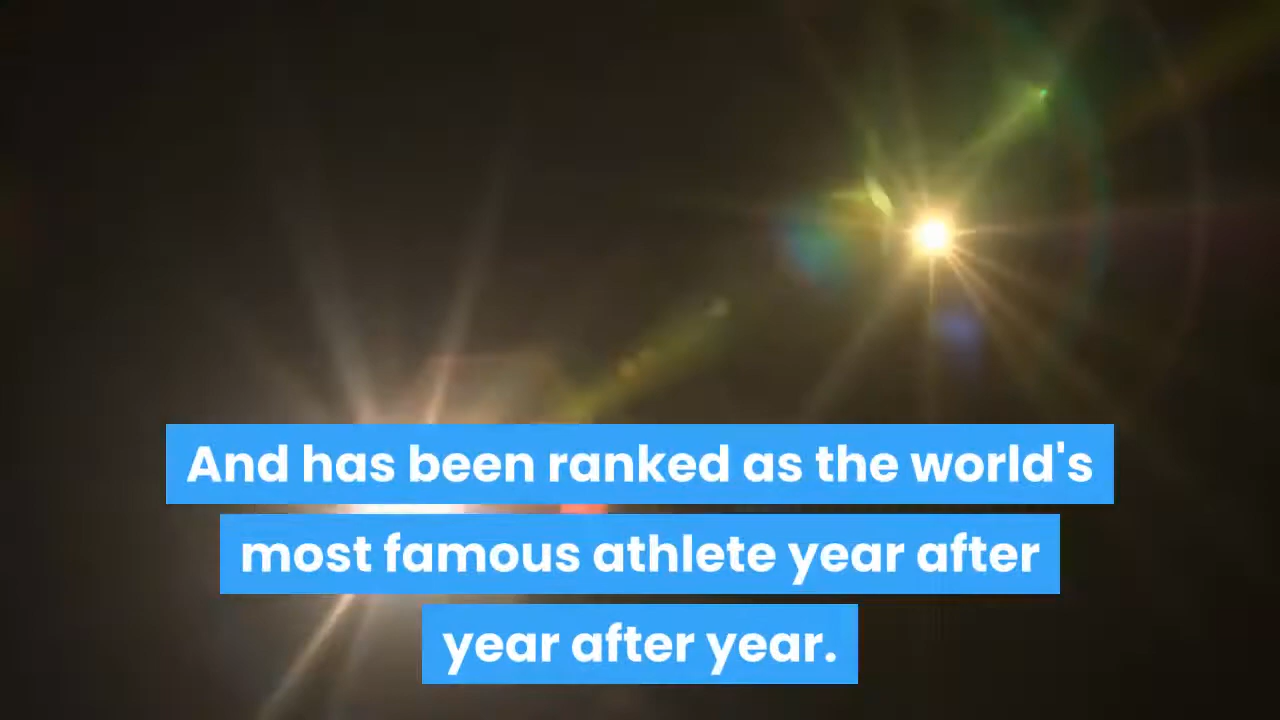 And has been ranked as the world's
most famous athlete year after
year after year.